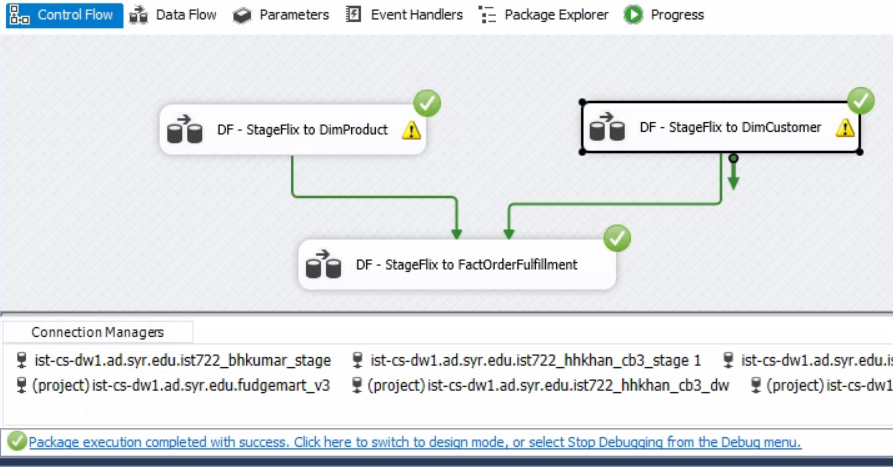 Control Flow Data Flow Parameters Event Handlers Package Explorer Progress
DF - StageFlix to DimProduct
DF - StageFlix to DimCustomer
DF - StageFlix to FactOrderFulfillment
Connection Managers
ist-cs-dw1.ad.syr.edu.ist722_bhkumar_stage ist-cs-dw1.ad.syr.edu.ist722_hhkhan_cb3_stage 1 ist-cs-dw1.ad.syr.edu.is
(project) ist-cs-dw1.ad.syr.edu.fudgemart_v3 (project) ist-cs-dw1.ad.syr.edu.ist722_hhkhan_cb3_dw (project) ist-cs-dw1
Package execution completed with success. Click here to switch to design mode, or select Stop Debugging from the Debug menu.